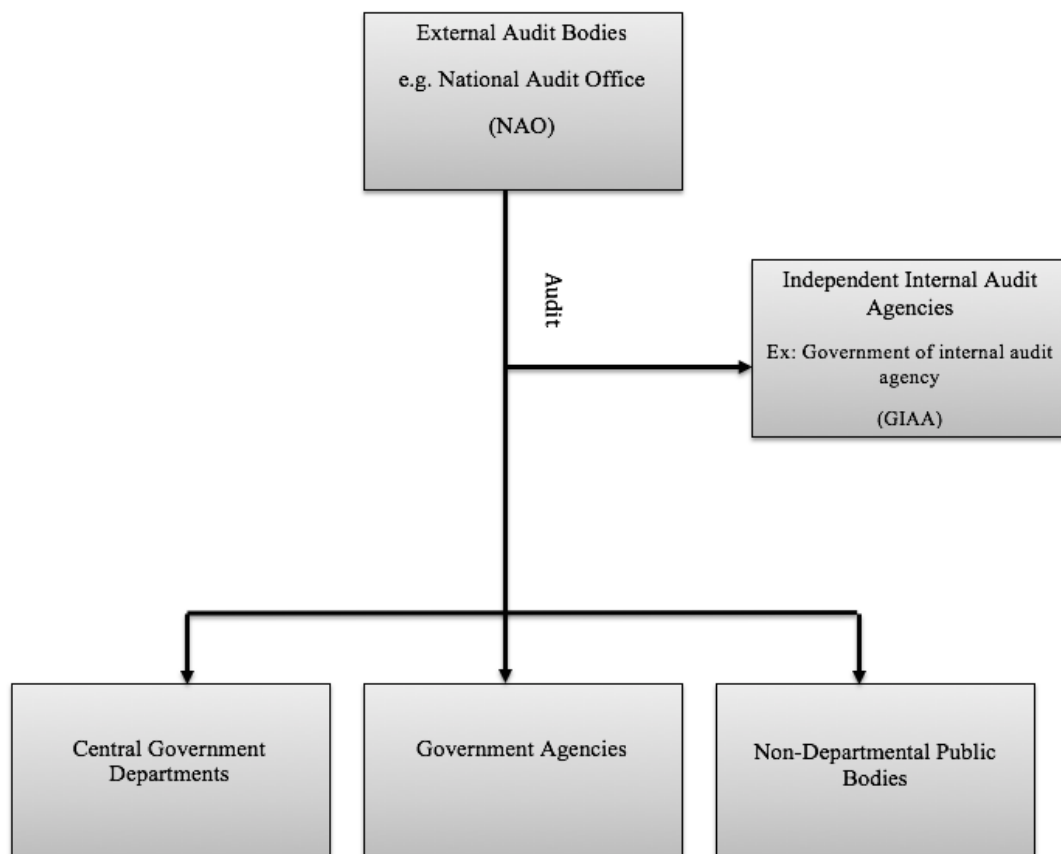 External Audit Bodies
e.g. National Audit Office
(NAO)
Audit
Independent Internal Audit
Agencies
Ex: Government of internal audit
agency
(GIAA)
Central Government
Departments
Government Agencies
Non-Departmental Public
Bodies